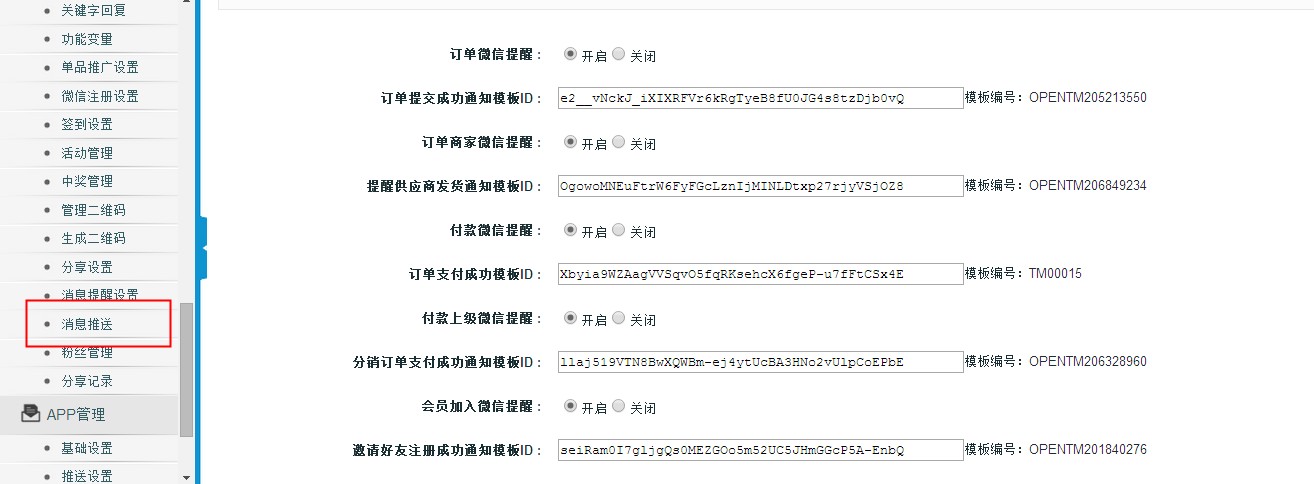 关键字回复
功能变量
单品推广设置
微信注册设置
签到设置
活动管理
中奖管理
管理二维码
生成二维码
分享设置
消息提醒设置
消息推送
粉丝管理
分享记录
APP管理
基础设置
推送设置
订单微信提醒： 开启 关闭
订单提交成功通知模板ID： e2__vNckJ_iXIXRFVr6kRgTyeB8fU0JG4s8tzDjb0vQ 模板编号：OPENTM205213550
订单商家微信提醒： 开启 关闭
提醒供应商发货通知模板ID： OgowoMNEuFtrW6FyFGcLznIjMINLDtxp27rjyVSjOZ8 模板编号：OPENTM206849234
付款微信提醒： 开启 关闭
订单支付成功模板ID： Xbyia9WZAagVVSqvO5fqRKsehcX6fgeP-u7fFtCSx4E 模板编号：TM00015
付款上级微信提醒： 开启 关闭
分销订单支付成功通知模板ID： llaj519VTN8BwXQWBm-ej4ytUcBA3HNo2vUlpCoEPbE 模板编号：OPENTM206328960
会员加入微信提醒： 开启 关闭
邀请好友注册成功通知模板ID： seiRam0I7gljgQs0MEZGOo5m52UC5JHmGGcP5A-EnbQ 模板编号：OPENTM201840276